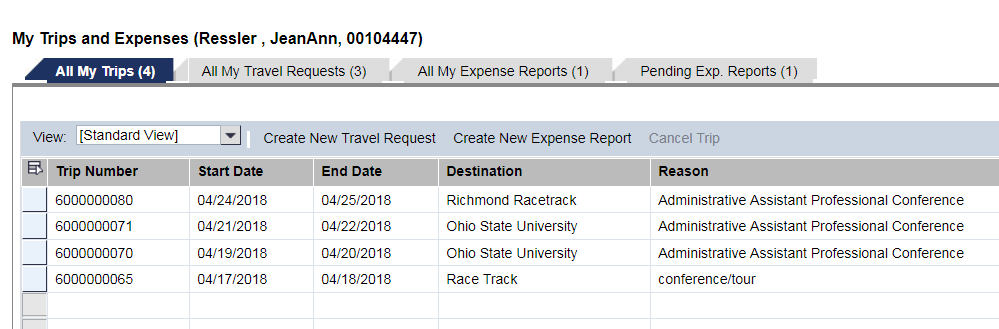 My Trips and Expenses (Ressler , JeanAnn, 00104447)
All My Trips (4) All My Travel Requests (3) All My Expense Reports (1) Pending Exp. Reports (1)
View: [Standard View] Create New Travel Request Create New Expense Report Cancel Trip
Trip Number Start Date End Date Destination Reason
6000000080 04/24/2018 04/25/2018 Richmond Racetrack Administrative Assistant Professional Conference
6000000071 04/21/2018 04/22/2018 Ohio State University Administrative Assistant Professional Conference
6000000070 04/19/2018 04/20/2018 Ohio State University Administrative Assistant Professional Conference
6000000065 04/17/2018 04/18/2018 Race Track conference/tour